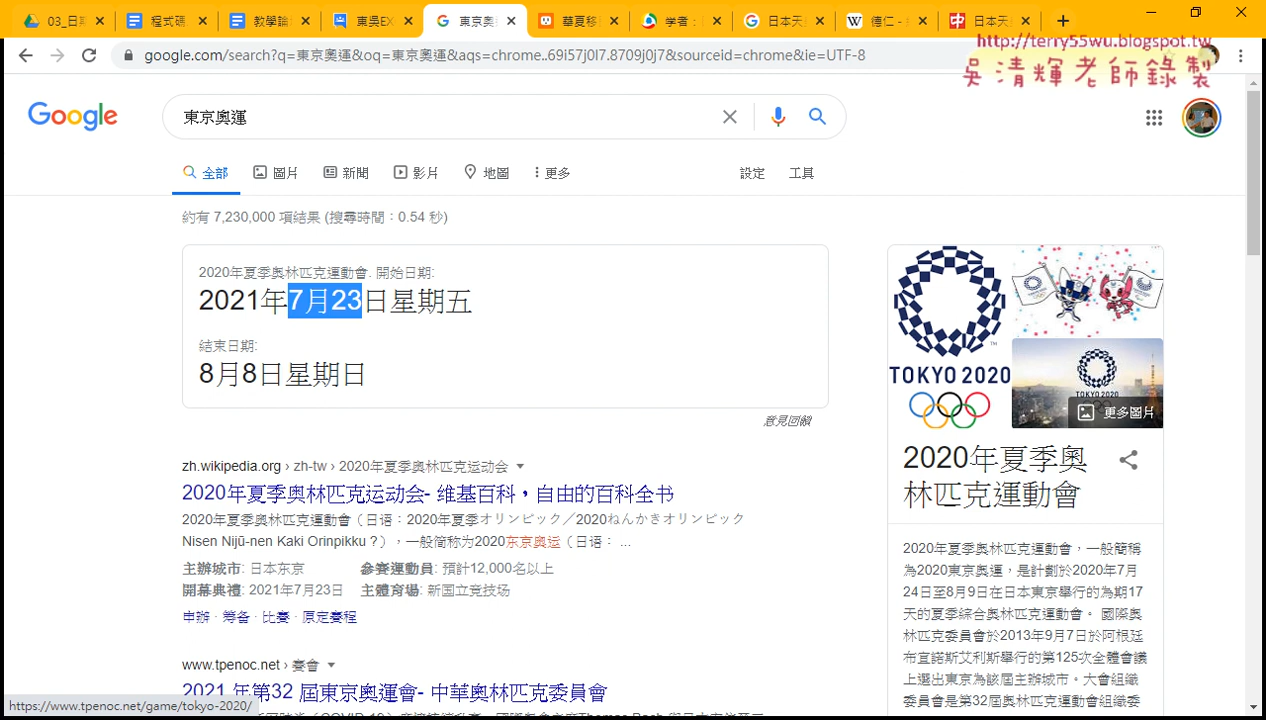 03_日期
程式碼
教學論
東吳EX
東京奧
華夏移
学者：
日本天
德仁 -
日本天
google.com/search?q=東京奧運&oq=東京奧運&aqs=chrome..69i57j0l7.8709j0j7&sourceid=chrome&ie=UTF-8
http://terry55wu.blogspot.tw
吳清輝老師錄製
Google
東京奧運
全部 圖片 新聞 影片 地圖 更多 設定 工具
約有 7,230,000 項結果 (搜尋時間：0.54 秒)
2020年夏季奧林匹克運動會. 開始日期:
2021年7月23日星期五
結束日期:
8月8日星期日
意見回饋
zh.wikipedia.org › zh-tw › 2020年夏季奥林匹克运动会
2020年夏季奥林匹克运动会- 维基百科，自由的百科全书
2020年夏季奧林匹克運動會（日语：2020年夏季オリンピック／2020ねんかきオリンピック
Nisen Nijū-nen Kaki Orinpikku ?），一般简称为2020东京奥运（日语： ...
主辦城市: 日本东京 參賽運動員: 預計12,000名以上
開幕典禮: 2021年7月23日 主體育場: 新国立竞技场
申辦 · 筹备 · 比賽 · 原定賽程
www.tpenoc.net › 賽會
2021 年第32 屆東京奧運會- 中華奧林匹克委員會
https://www.tpenoc.net/game/tokyo-2020/
TOKYO 2020
TOKYO 2020
更多圖片
2020年夏季奧
林匹克運動會
2020年夏季奧林匹克運動會，一般簡稱
為2020東京奧運，是計劃於2020年7月
24日至8月9日在日本東京舉行的為期17
天的夏季綜合奧林匹克運動會。 國際奧
林匹克委員會於2013年9月7日於阿根廷
布宜諾斯艾利斯舉行的第125次全體會議
上選出東京為該屆主辦城市。大會組織
委員會是第32屆奧林匹克運動會組織委